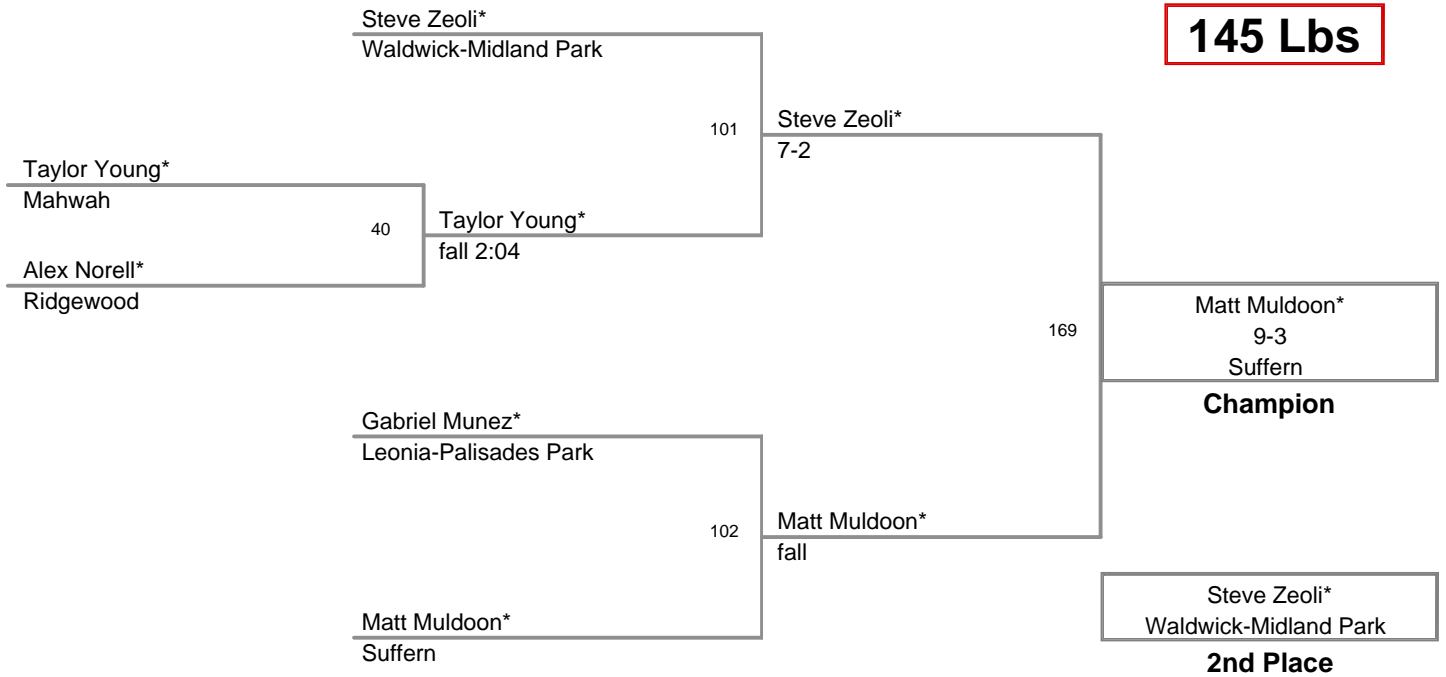 Steve Zeoli*
Waldwick-Midland Park
145 Lbs
101
Steve Zeoli*
7-2
Taylor Young*
Mahwah
40
Taylor Young*
fall 2:04
Alex Norell*
Ridgewood
169
Matt Muldoon*
9-3
Suffern
Champion
Gabriel Munez*
Leonia-Palisades Park
102
Matt Muldoon*
fall
Matt Muldoon*
Suffern
Steve Zeoli*
Waldwick-Midland Park
2nd Place